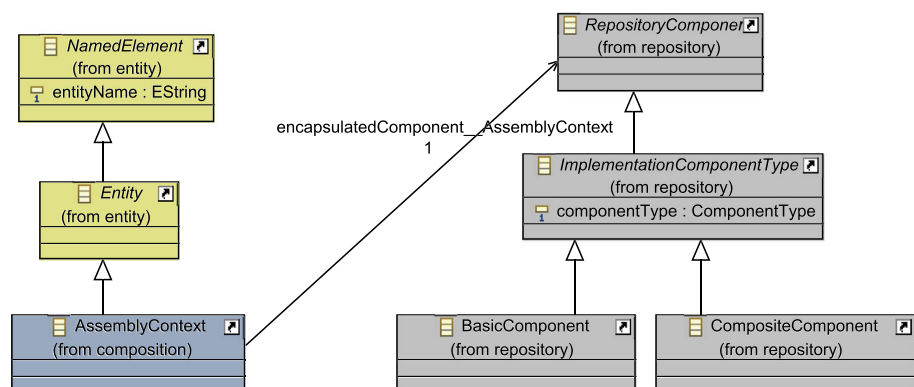 NamedElement
(from entity)
entityName : EString
Entity
(from entity)
AssemblyContext
(from composition)
encapsulatedComponent__AssemblyContext
1
RepositoryComponent
(from repository)
ImplementationComponentType
(from repository)
componentType : ComponentType
BasicComponent
(from repository)
CompositeComponent
(from repository)